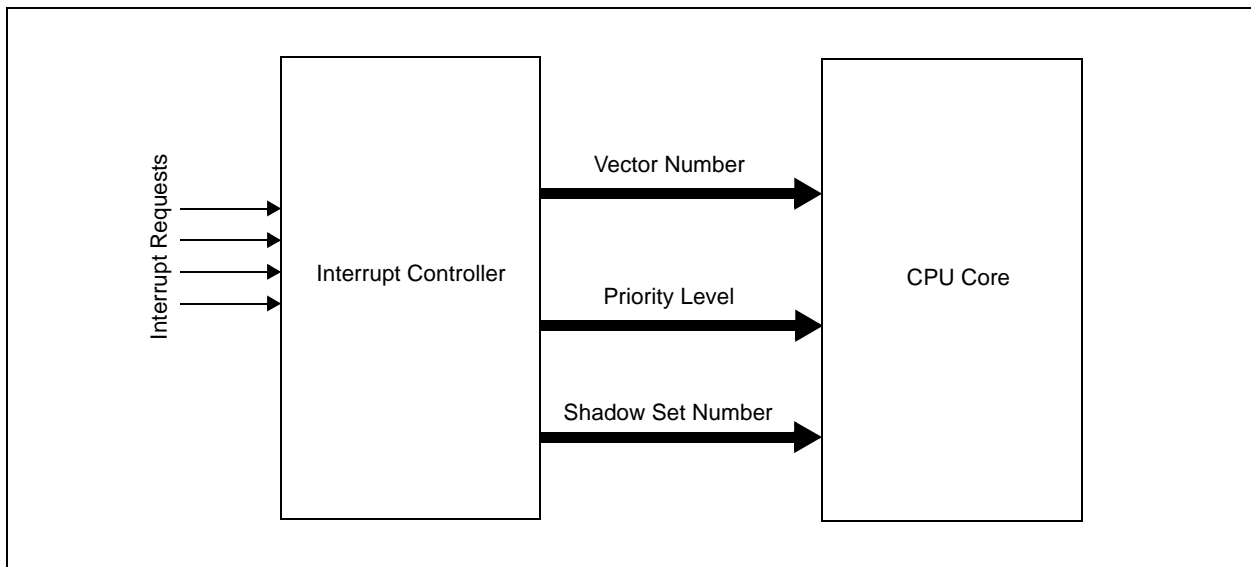 Interrupt Requests
Interrupt Controller
Vector Number
Priority Level
Shadow Set Number
CPU Core